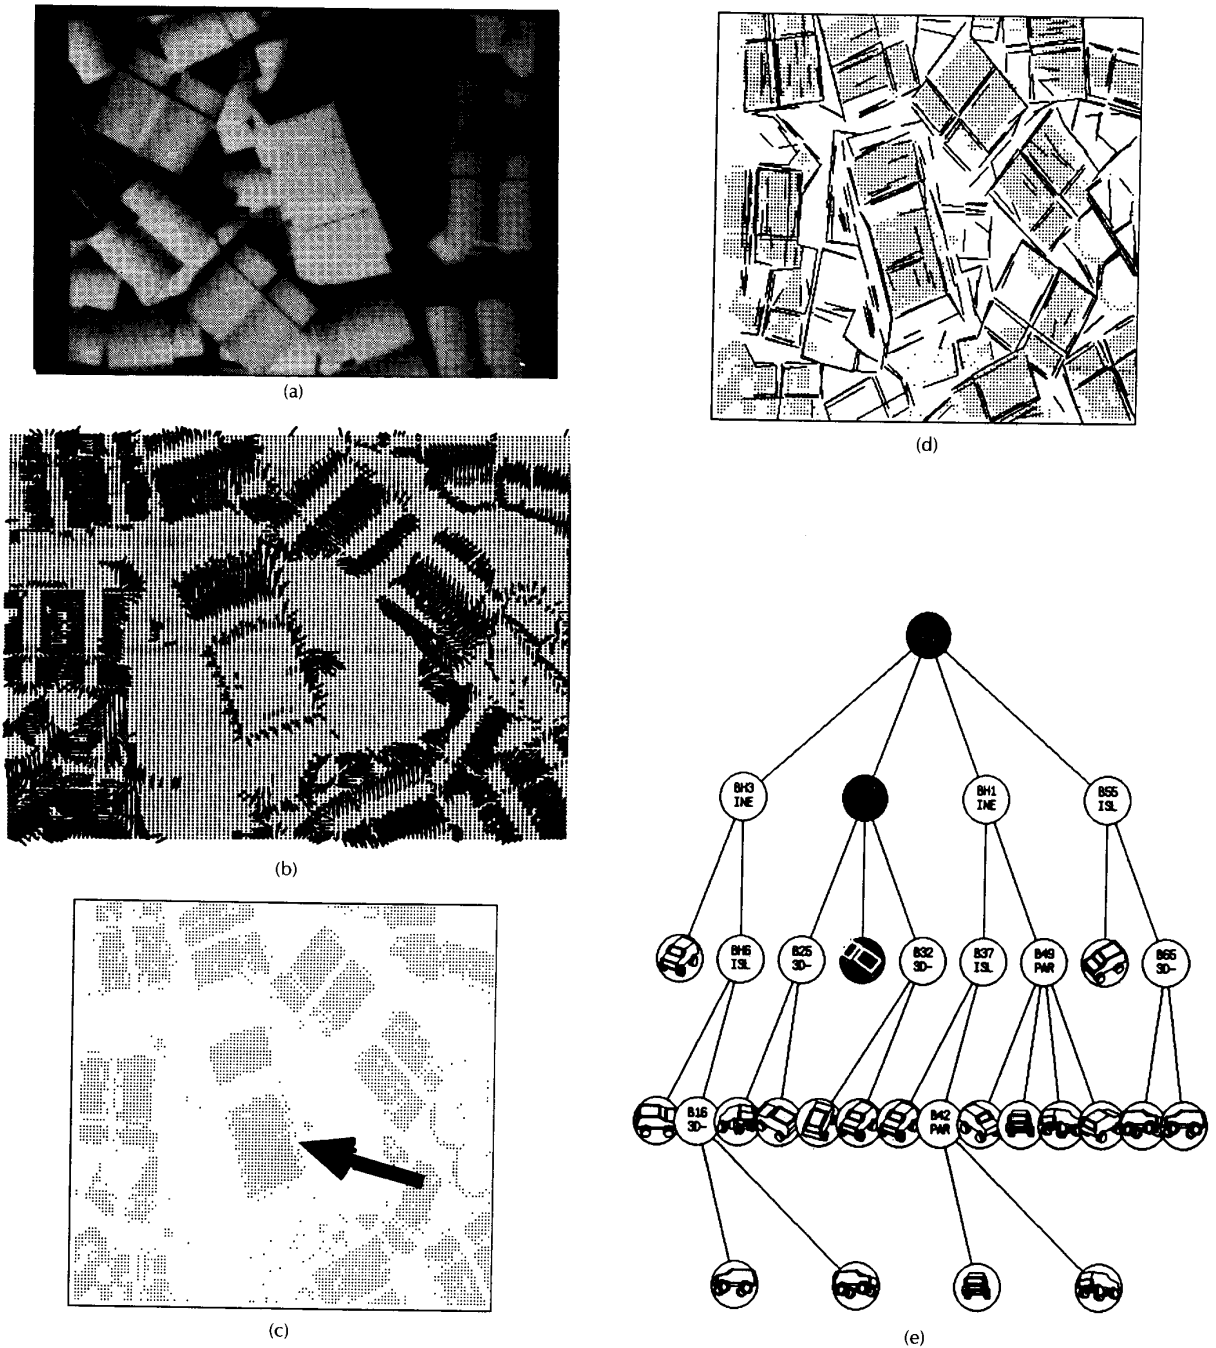 (a)
(d)
(b)
BH3
INE
BH1
INE
B55
ISL
(c)
BH6
ISL
B25
3D-
B32
3D-
B37
ISL
B49
PAR
B66
3D-
B16
3D-
B42
PAR
(e)